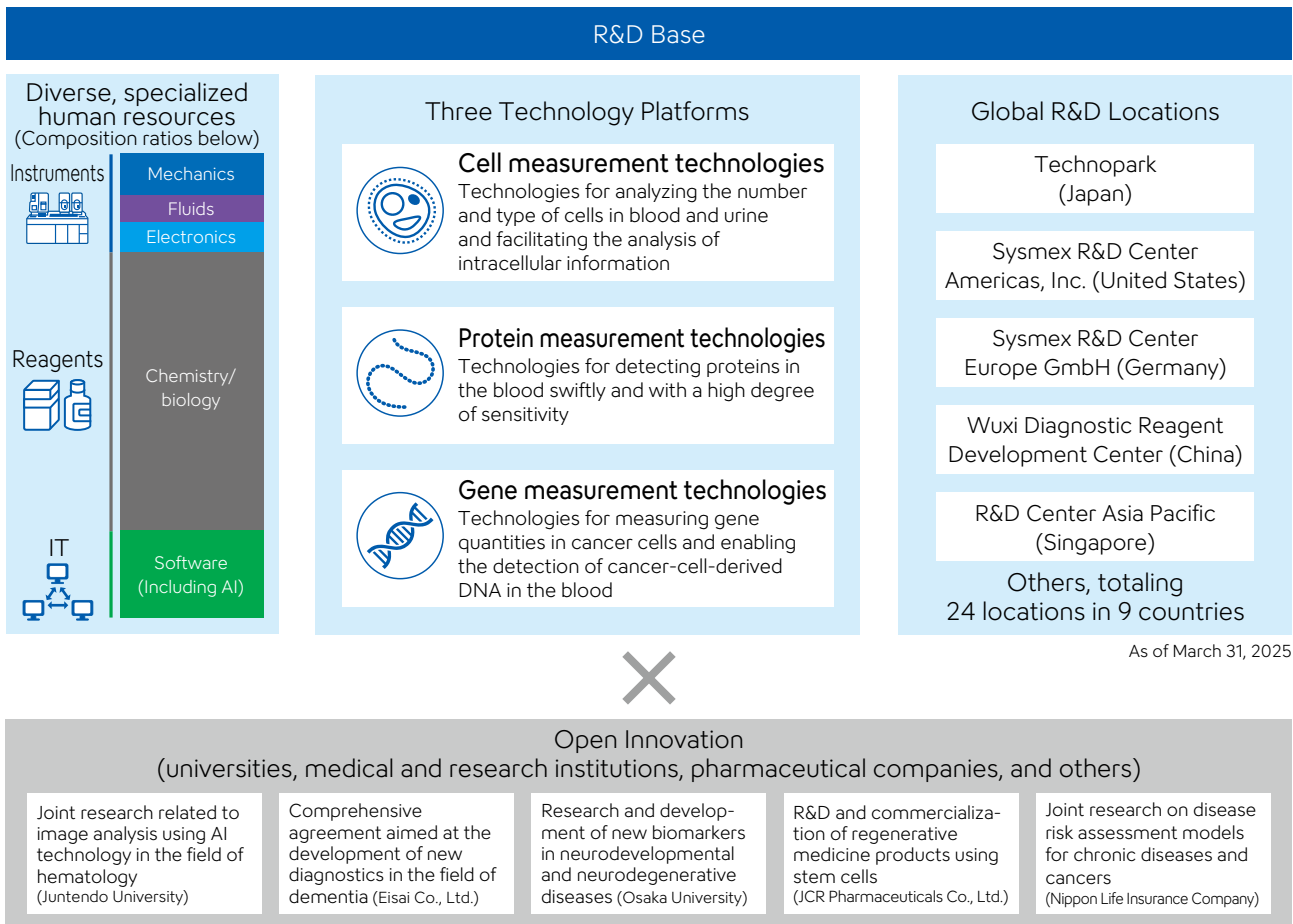 R&D Base
Diverse, specialized
human resources
(Composition ratios below)
Instruments
Mechanics
Fluids
Electronics
Reagents
Chemistry/
biology
IT
Software
(Including AI)
Three Technology Platforms
Cell measurement technologies
Technologies for analyzing the number
and type of cells in blood and urine
and facilitating the analysis of
intracellular information
Protein measurement technologies
Technologies for detecting proteins in
the blood swiftly and with a high degree
of sensitivity
Gene measurement technologies
Technologies for measuring gene
quantities in cancer cells and enabling
the detection of cancer-cell-derived
DNA in the blood
Global R&D Locations
Technopark
(Japan)
Sysmex R&D Center
Americas, Inc. (United States)
Sysmex R&D Center
Europe GmbH (Germany)
Wuxi Diagnostic Reagent
Development Center (China)
R&D Center Asia Pacific
(Singapore)
Others, totaling
24 locations in 9 countries
As of March 31, 2025
Open Innovation
(universities, medical and research institutions, pharmaceutical companies, and others)
Joint research related to
image analysis using AI
technology in the field of
hematology
(Juntendo University)
Comprehensive
agreement aimed at the
development of new
diagnostics in the field of
dementia (Eisai Co., Ltd.)
Research and develop-
ment of new biomarkers
in neurodevelopmental
and neurodegenerative
diseases (Osaka University)
R&D and commercializa-
tion of regenerative
medicine products using
stem cells
(JCR Pharmaceuticals Co., Ltd.)
Joint research on disease
risk assessment models
for chronic diseases and
cancers
(Nippon Life Insurance Company)